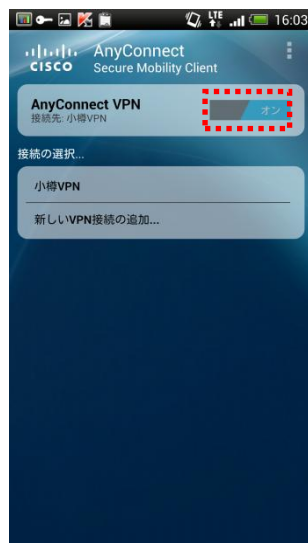 LTE 16:03
CISCO AnyConnect
Secure Mobility Client
AnyConnect VPN
接続先: 小樽VPN
オン
接続の選択...
小樽VPN
新しいVPN接続の追加...